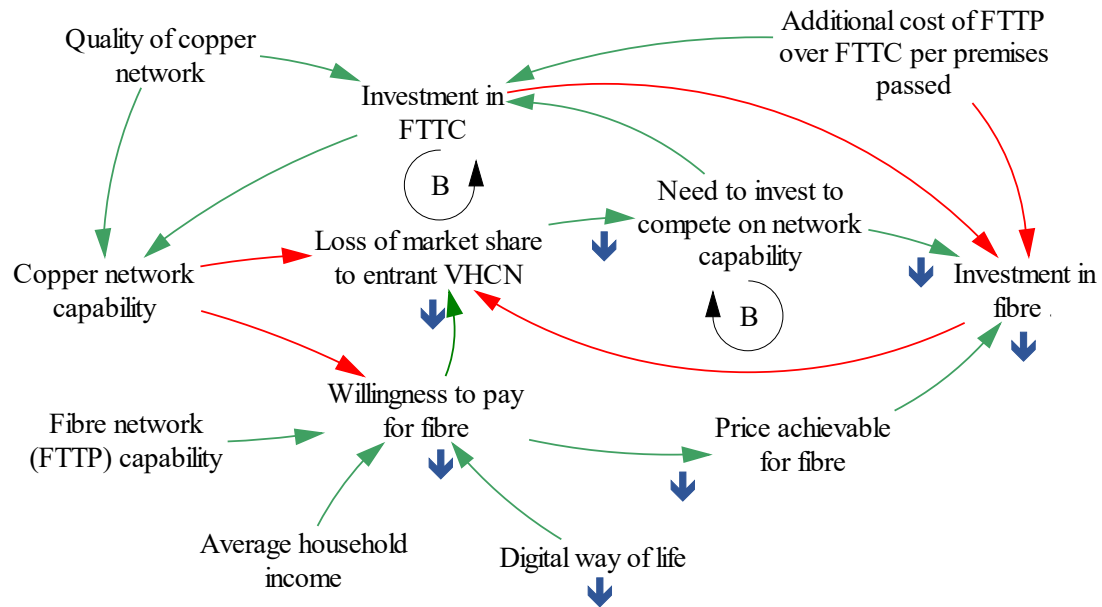 Quality of copper
network
Additional cost of FTTP
over FTTC per premises
passed
Investment in
FTTC
B
Need to invest to
compete on network
capability
Loss of market share
to entrant VHCN
Copper network
capability
Investment in
fibre
B
Willingness to pay
for fibre
Fibre network
(FTTP) capability
Price achievable
for fibre
Average household
income
Digital way of life